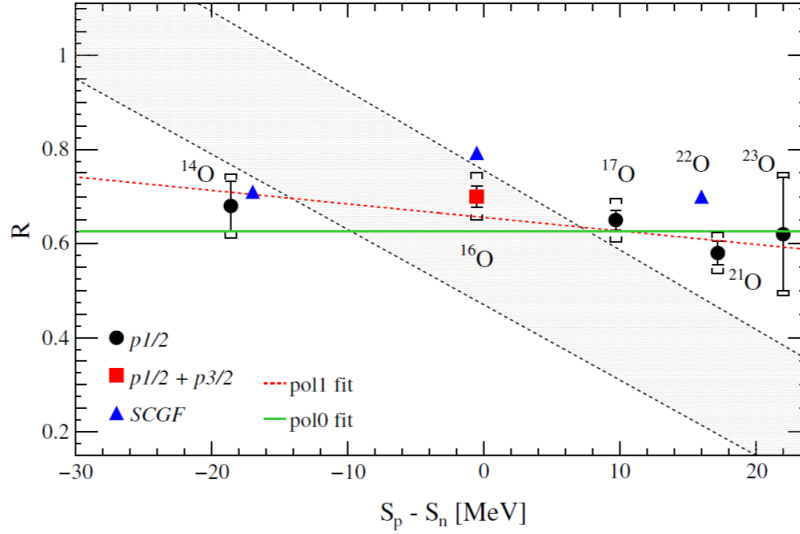 1
0.8
0.6
0.4
0.2
R
¹⁴O
¹⁶O
¹⁷O
²²O
²³O
²¹O
p1/2
p1/2 + p3/2
SCGF
pol1 fit
pol0 fit
−30 −20 −10 0 10 20
Sₚ - Sₙ [MeV]